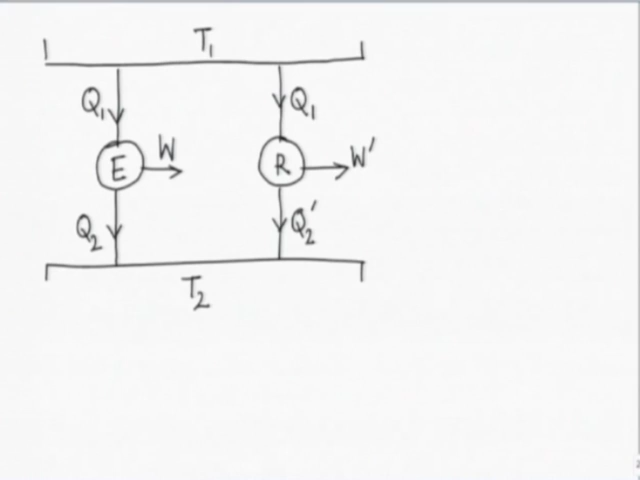 T₁
Q₁ Q₁
E W R W′
Q₂ Q₂′
T₂